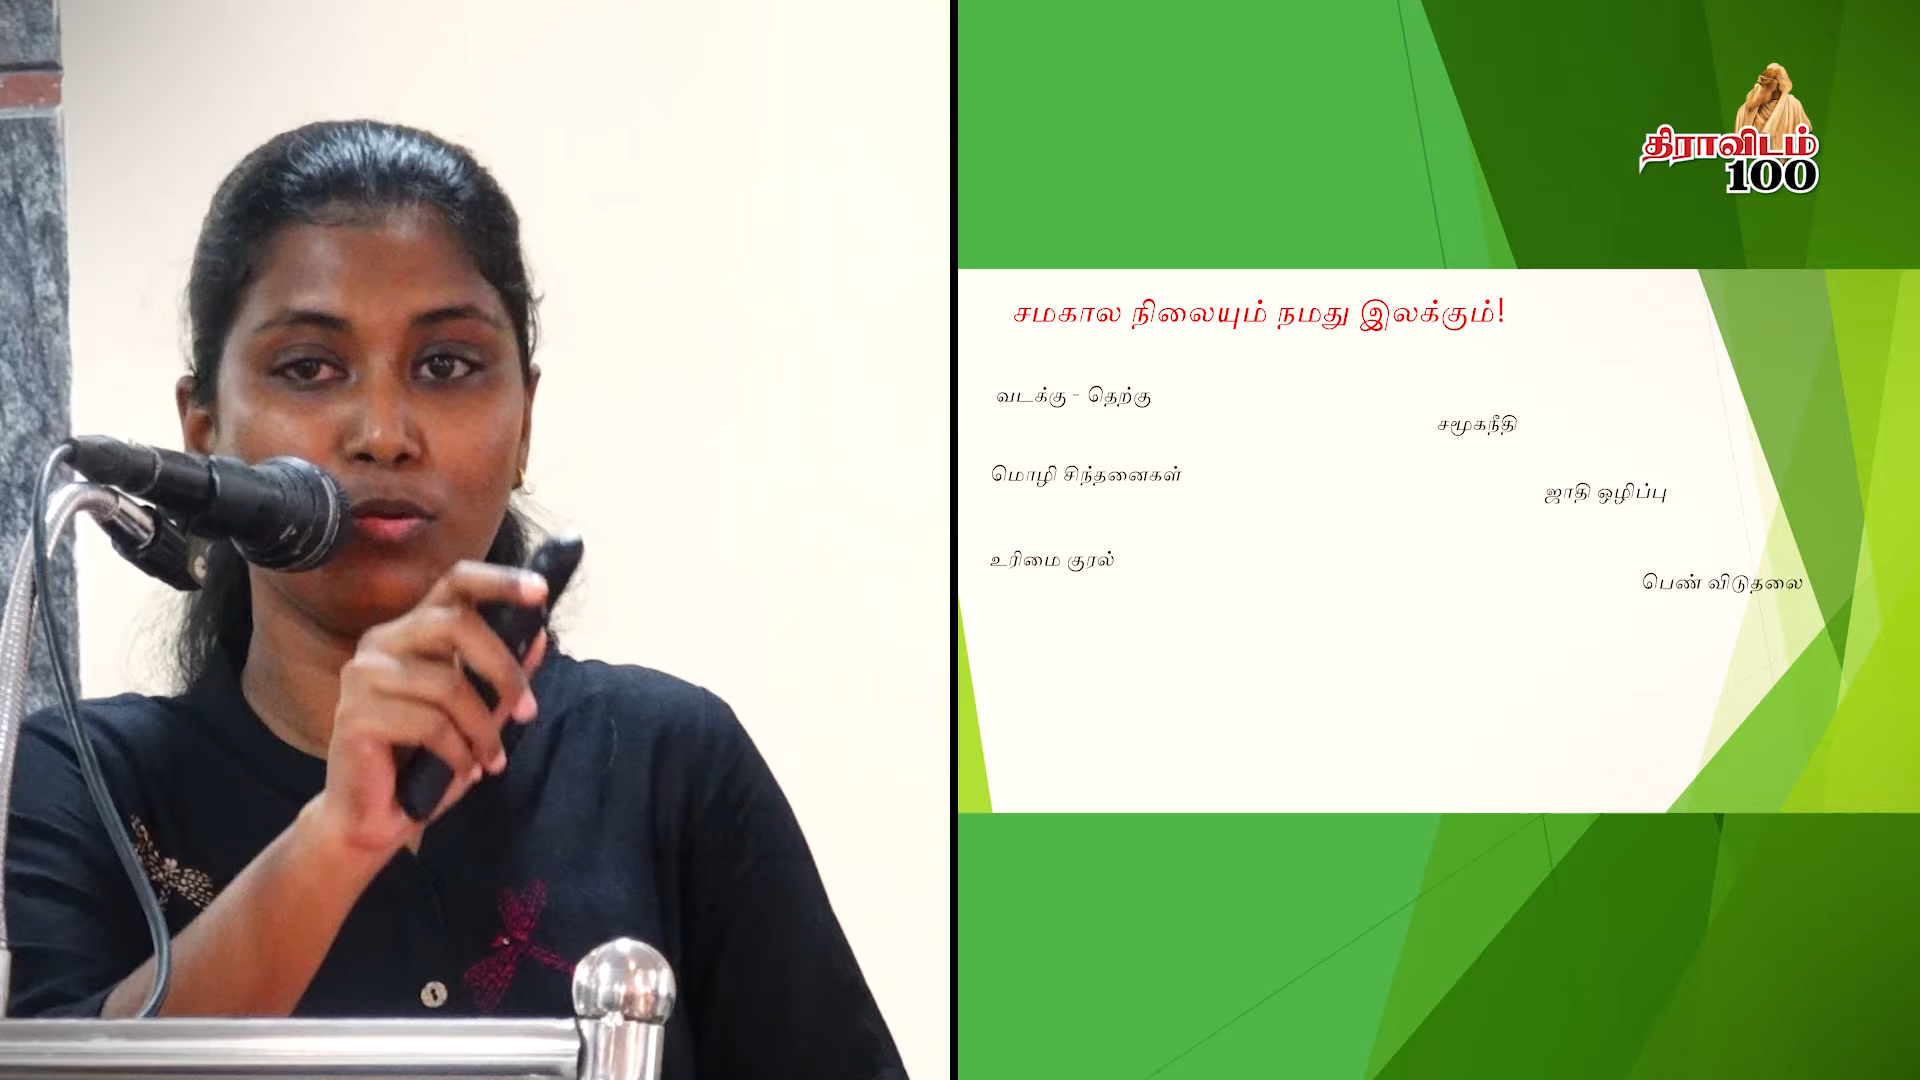 திராவிடம்
100
சமகால நிலையும் நமது இலக்கும்!
வடக்கு - தெற்கு
சமூகநீதி
மொழி சிந்தனைகள்
ஜாதி ஒழிப்பு
உரிமை குரல்
பெண் விடுதலை